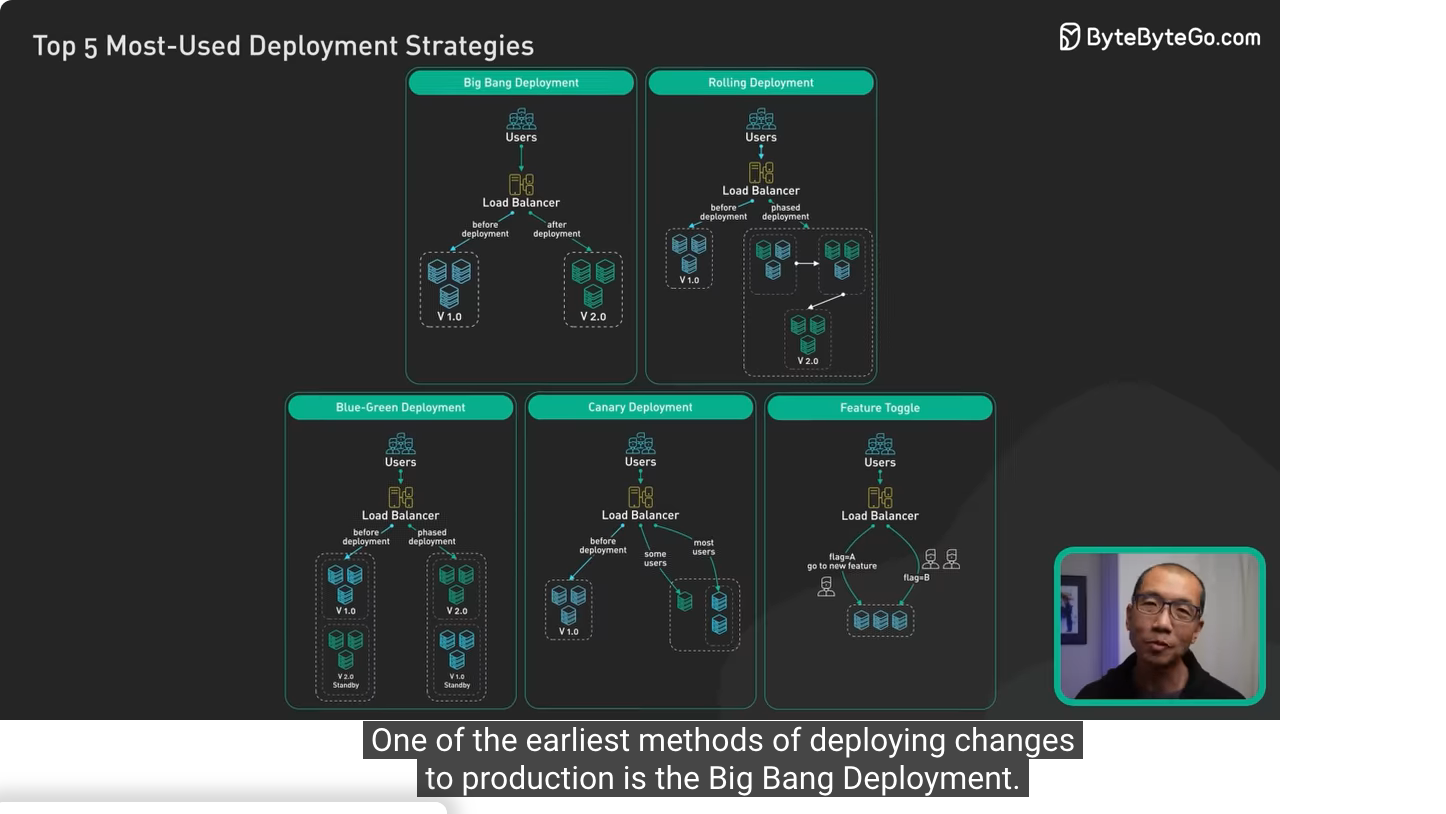 Top 5 Most-Used Deployment Strategies
ByteByteGo.com
Big Bang Deployment
Users
Load Balancer
before
deployment
after
deployment
V 1.0
V 2.0
Rolling Deployment
Users
Load Balancer
before
deployment
phased
deployment
V 1.0
V 2.0
Blue-Green Deployment
Users
Load Balancer
before
deployment
phased
deployment
V 1.0
V 2.0
Standby
V 2.0
V 1.0
Standby
Canary Deployment
Users
Load Balancer
before
deployment
some
users
most
users
V 1.0
Feature Toggle
Users
Load Balancer
flag=A
go to new feature
flag=B
One of the earliest methods of deploying changes
to production is the Big Bang Deployment.